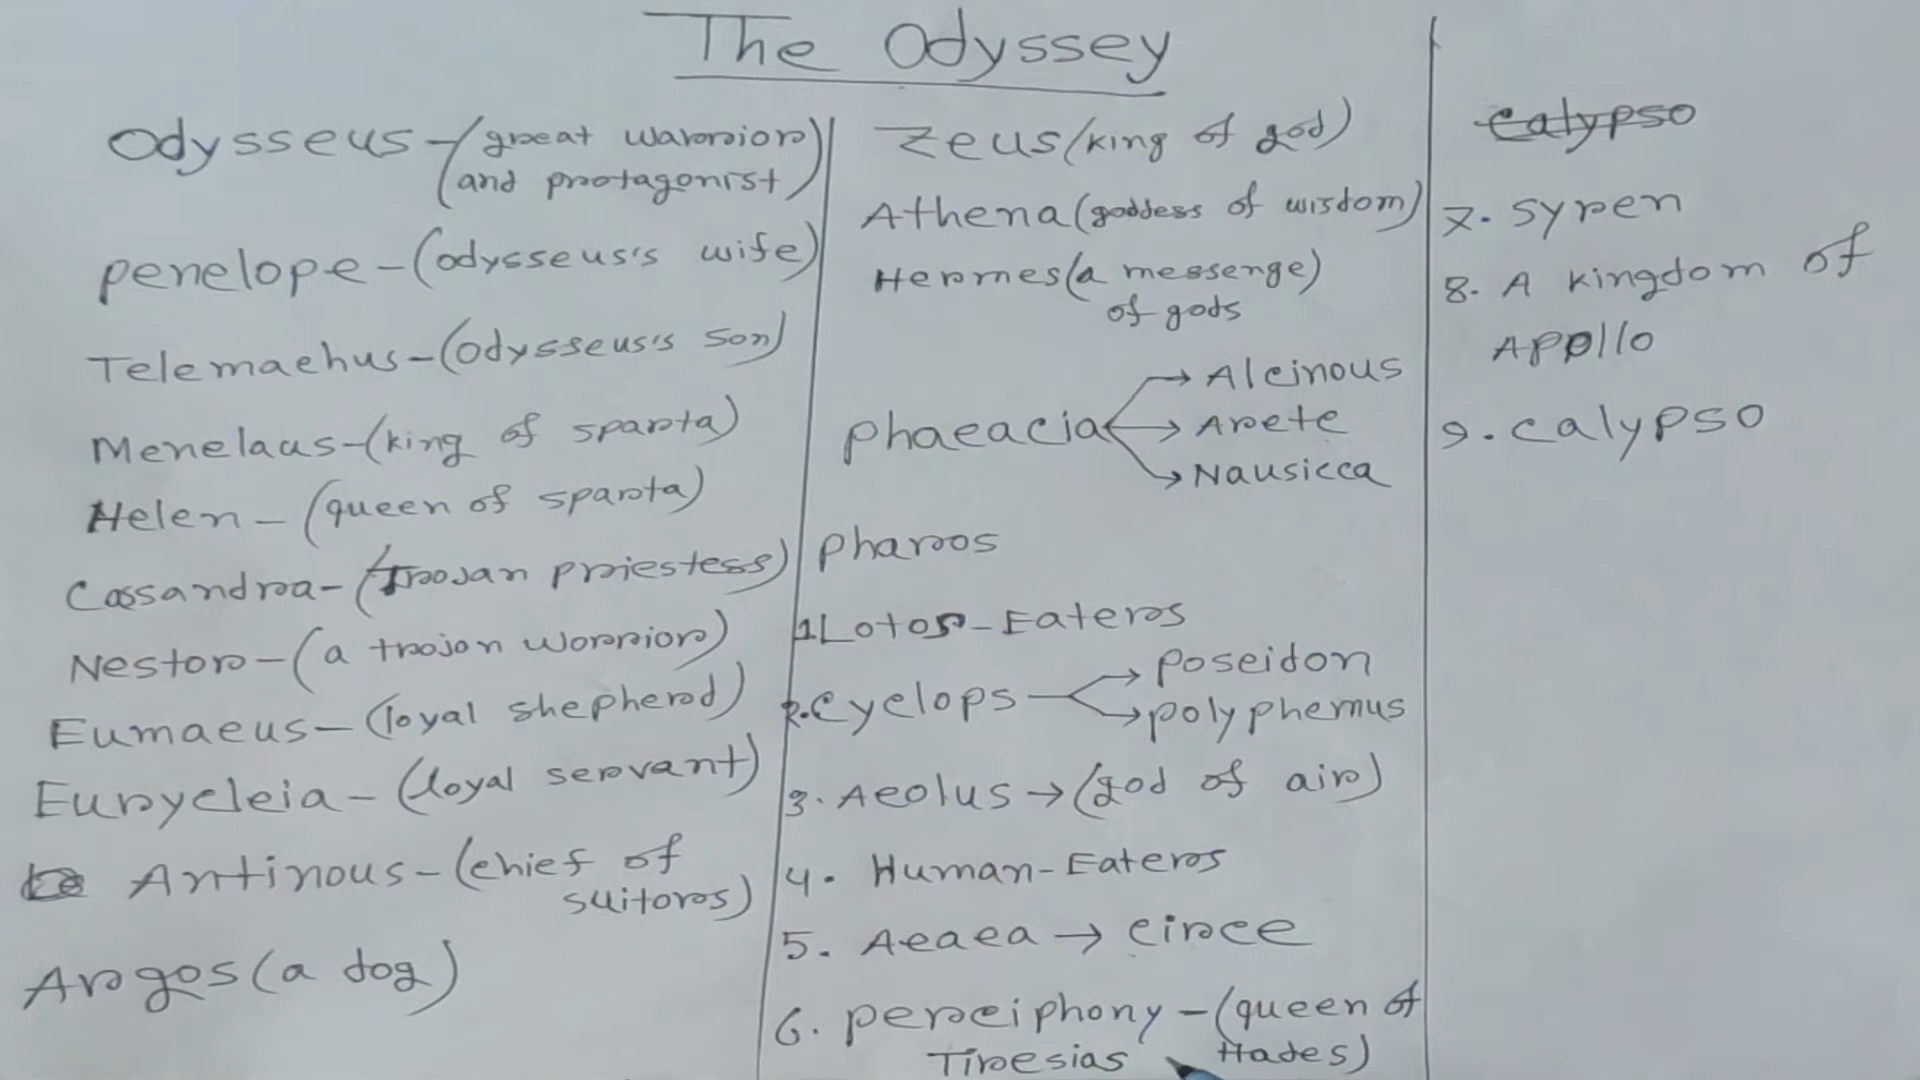 The Odyssey
Odysseus - (great warrior
and protagonist)
Penelope - (Odysseus's wife)
Telemachus - (Odysseus's son)
Menelaus - (king of sparta)
Helen - (queen of sparta)
Cassandra - (Trojan priestess)
Nestor - (a trojan worrior)
Eumaeus - (loyal shepherd)
Eurycleia - (loyal servant)
Antinous - (chief of
suitors)
Argos (a dog)
Zeus (king of god)
Athena (goddess of wisdom)
Hermes (a messenge)
of gods
Phaeacia → Alcinous
→ Arete
→ Nausicca
Pharos
1. Lotos-Eaters
2. Cyclops → Poseidon
→ polyphemus
3. Aeolus → (god of air)
4. Human-Eaters
5. Aeaea → Circe
6. Perciphony - (queen of
Tiresias Hades)
Calypso
7. Syren
8. A kingdom of
Apollo
9. Calypso